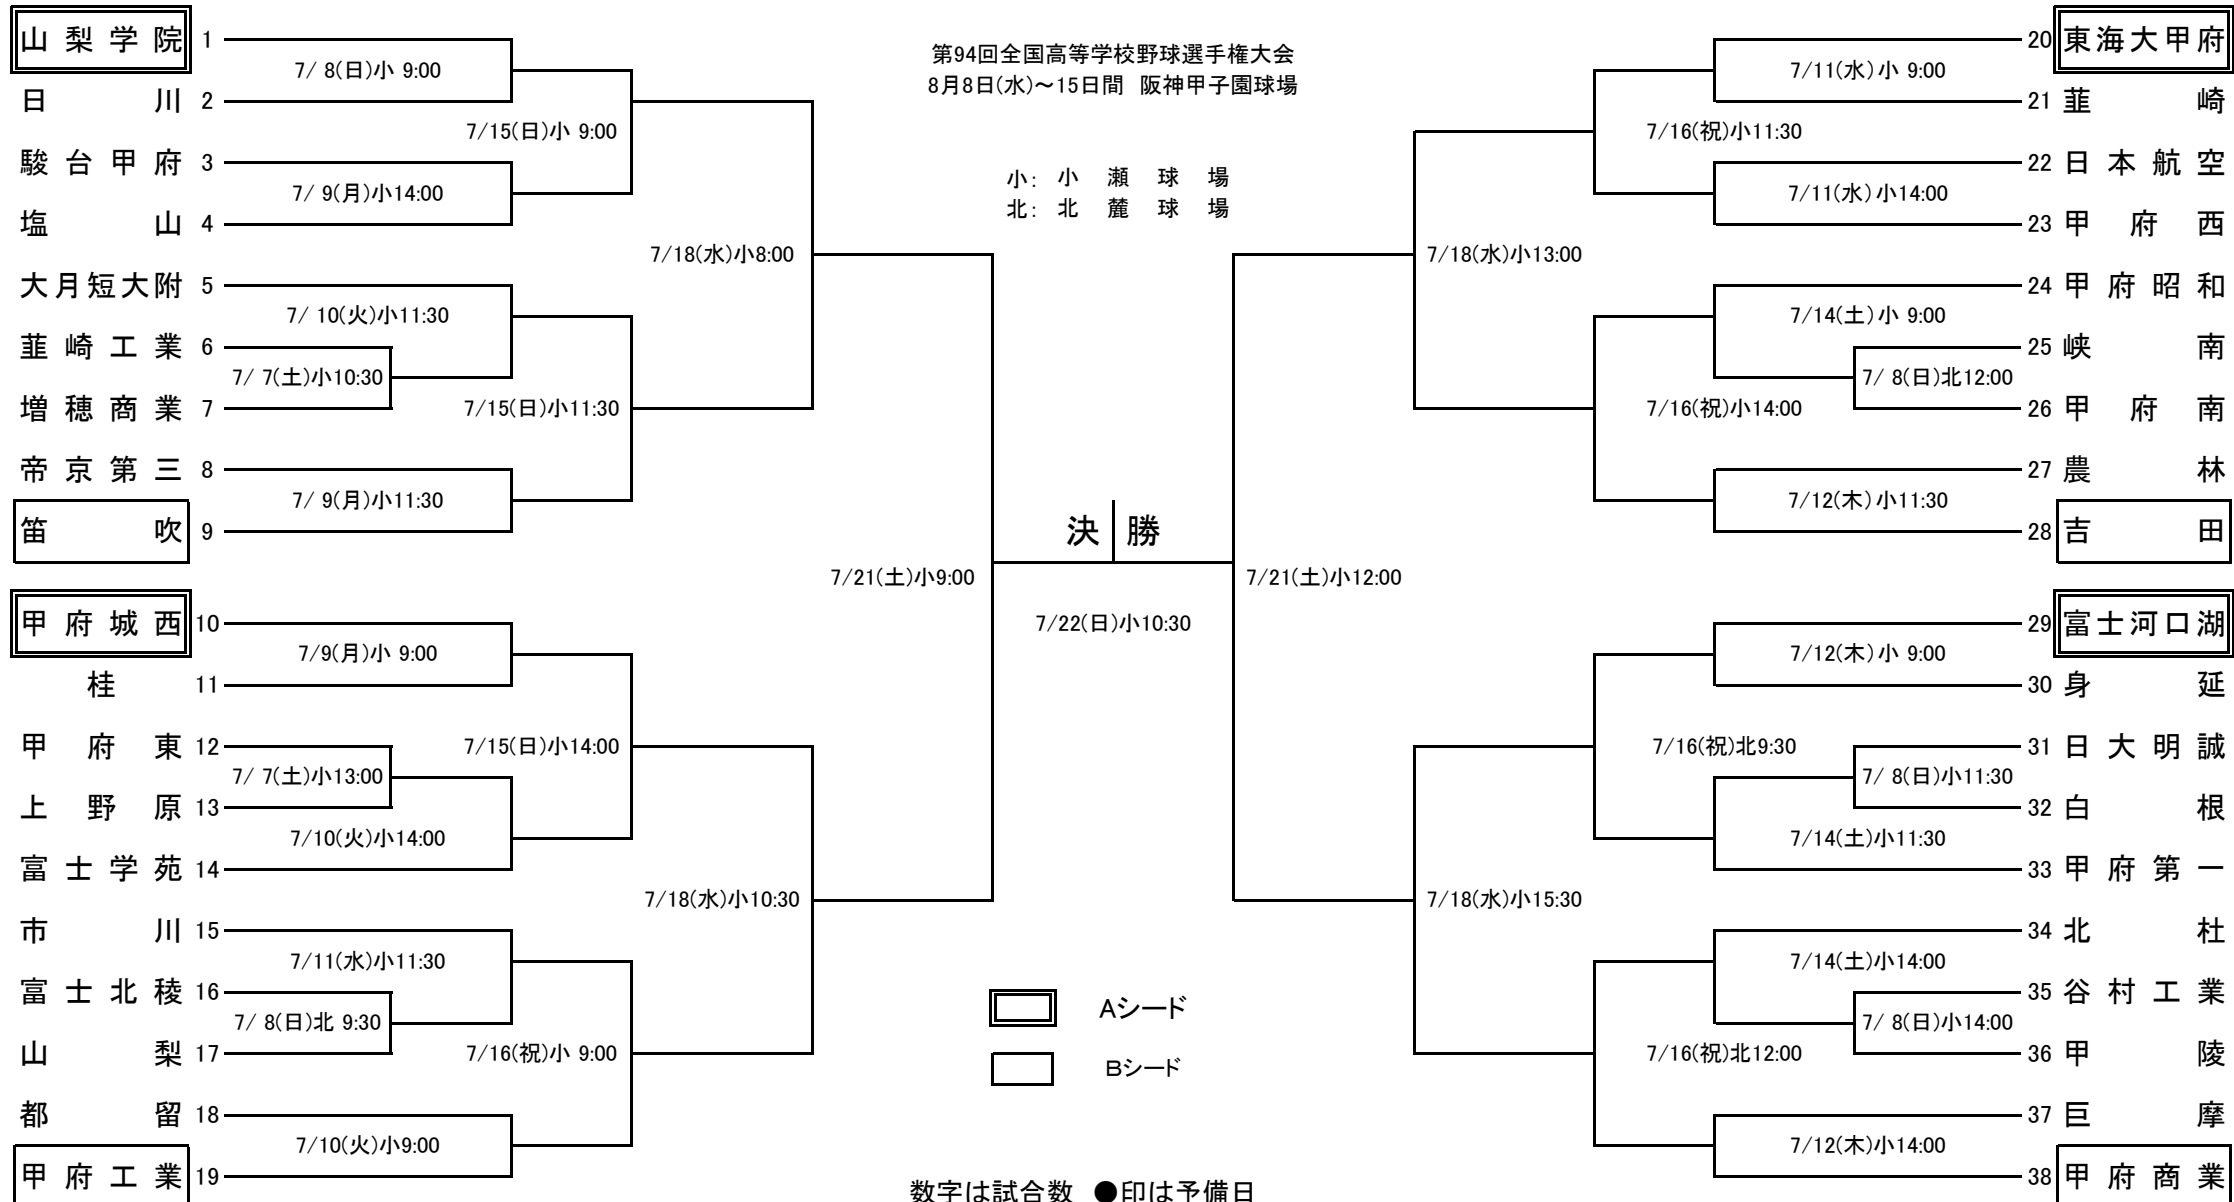 第94回全国高等学校野球選手権大会
8月8日(水)～15日間 阪神甲子園球場
小： 小瀬球場
北： 北麓球場
山梨学院 1
7/ 8(日)小 9:00
日川 2
7/15(日)小 9:00
駿台甲府 3
7/ 9(月)小14:00
塩山 4
7/18(水)小8:00
大月短大附 5
7/ 10(火)小11:30
韮崎工業 6
7/ 7(土)小10:30
増穂商業 7
7/15(日)小11:30
帝京第三 8
7/ 9(月)小11:30
笛吹 9
7/21(土)小9:00
甲府城西 10
7/9(月)小 9:00
桂 11
甲府東 12
7/15(日)小14:00
7/ 7(土)小13:00
上野原 13
7/10(火)小14:00
富士学苑 14
7/18(水)小10:30
市川 15
7/11(水)小11:30
富士北稜 16
7/ 8(日)北 9:30
山梨 17
7/16(祝)小 9:00
都留 18
7/10(火)小9:00
甲府工業 19
決勝
7/22(日)小10:30
20 東海大甲府
7/11(水)小 9:00
21 韮崎
7/16(祝)小11:30
22 日本航空
7/11(水)小14:00
23 甲府西
7/18(水)小13:00
24 甲府昭和
7/14(土)小 9:00
25 峡南
7/ 8(日)北12:00
26 甲府南
7/16(祝)小14:00
27 農林
7/12(木)小11:30
28 吉田
7/21(土)小12:00
29 富士河口湖
7/12(木)小 9:00
30 身延
7/16(祝)北9:30
31 日大明誠
7/ 8(日)小11:30
32 白根
7/14(土)小11:30
33 甲府第一
7/18(水)小15:30
34 北杜
7/14(土)小14:00
35 谷村工業
7/ 8(日)小14:00
36 甲陵
7/16(祝)北12:00
37 巨摩
7/12(木)小14:00
38 甲府商業
Aシード
Bシード
数字は試合数 ●印は予備日